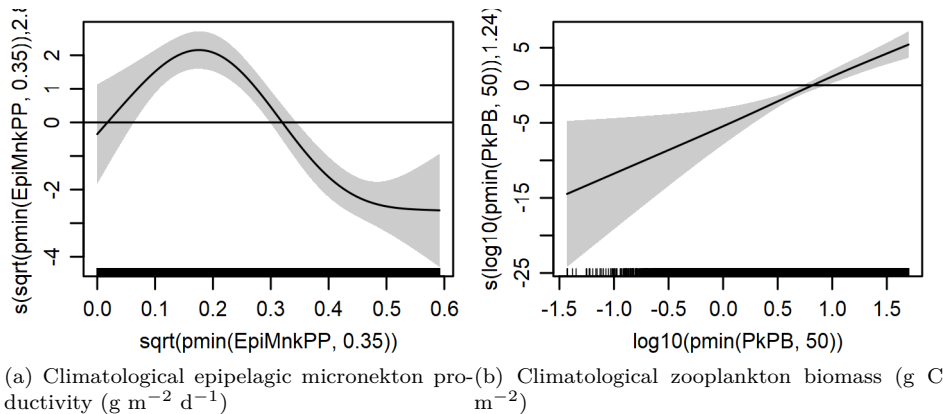 s(sqrt(pmin(EpiMnkPP, 0.35)),2.8
2
1
0
-2
-4
0.0 0.1 0.2 0.3 0.4 0.5 0.6
sqrt(pmin(EpiMnkPP, 0.35))
s(log10(pmin(PkPB, 50)),1.24)
5
0
-5
-15
-25
-1.5 -1.0 -0.5 0.0 0.5 1.0 1.5
log10(pmin(PkPB, 50))
(a) Climatological epipelagic micronekton pro-
ductivity (g m⁻² d⁻¹)
(b) Climatological zooplankton biomass (g C
m⁻²)